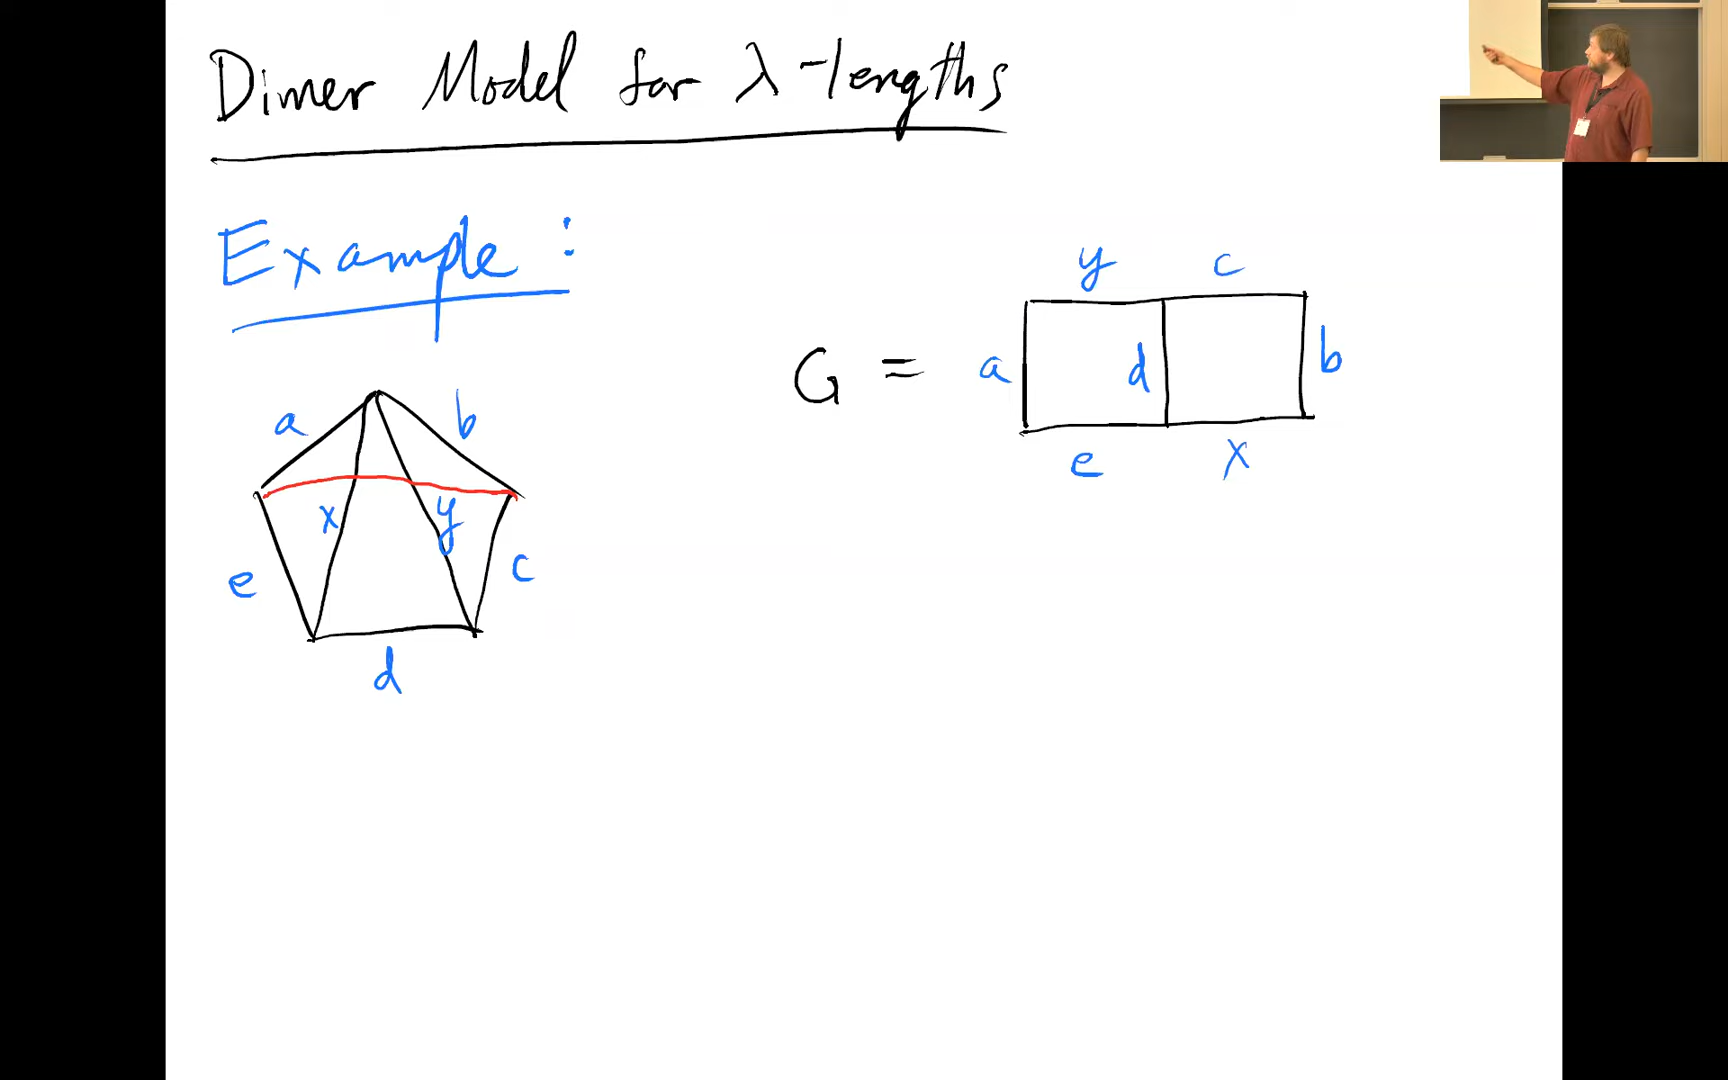 Dimer Model for λ-lengths
Example:
y c
G = a d b
e x
a b
x y
e c
d